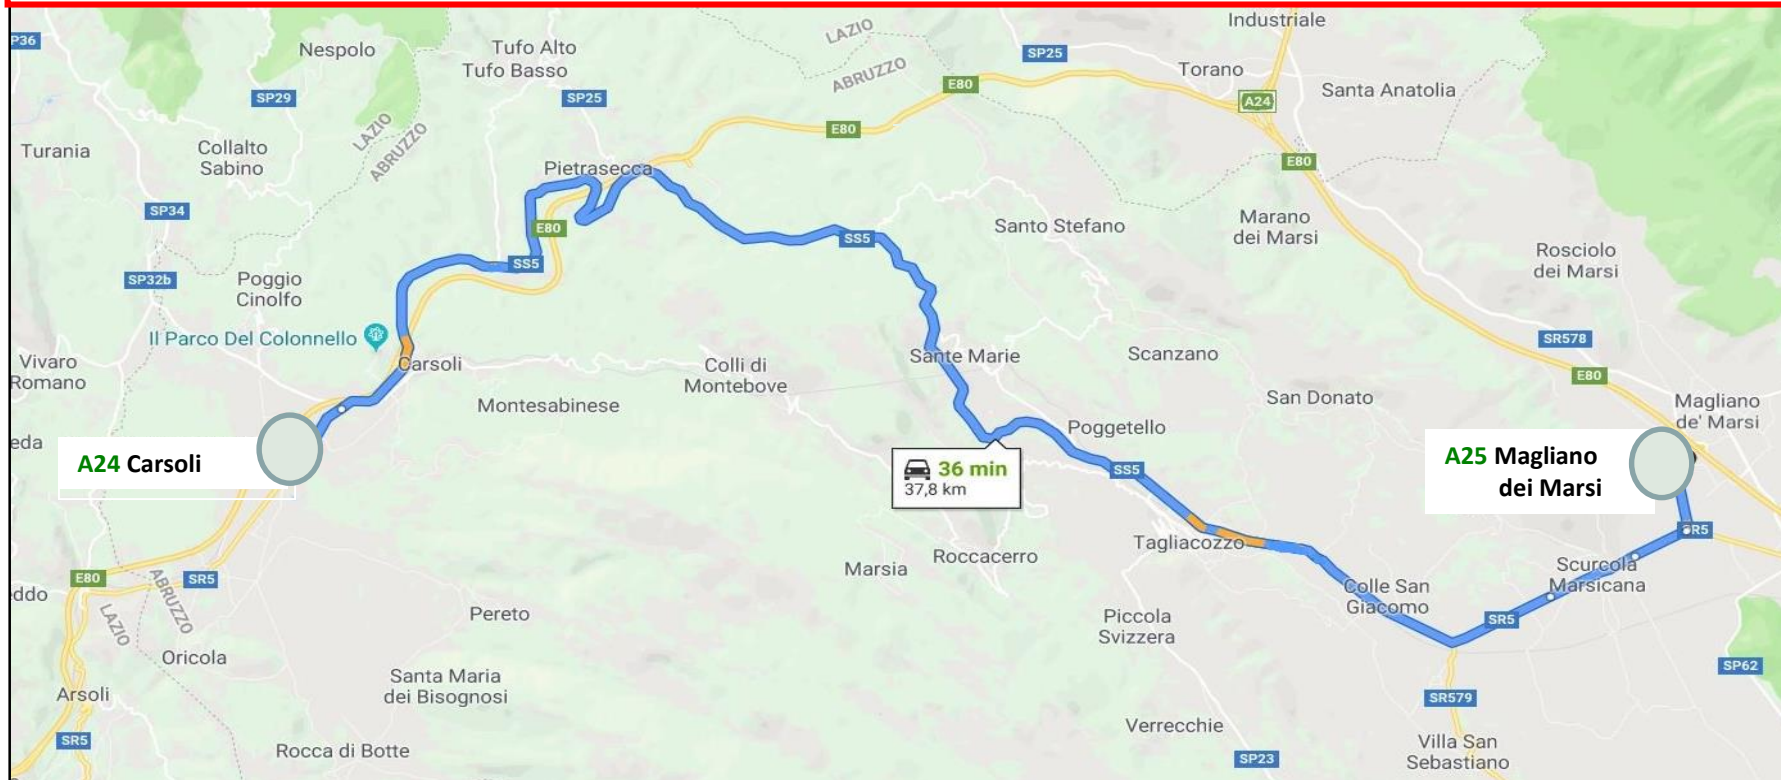 Industriale
P36
Nespolo
Tufo Alto
Tufo Basso
LAZIO
ABRUZZO
SP25
Torano
E80
A24
Santa Anatolia
SP29
SP25
E80
Turania
Collalto
Sabino
LAZIO
ABRUZZO
Pietrasecca
E80
SP34
E80
Santo Stefano
Marano
dei Marsi
SS5
Rosciolo
dei Marsi
SS5
SP32b
Poggio
Cinolfo
Il Parco Del Colonnello
SR578
Vivaro
Romano
Carsoli
Colli di
Montebove
Sante Marie
Scanzano
E80
Montesabinese
San Donato
Magliano
de' Marsi
eda
Poggetello
A24 Carsoli
36 min
37,8 km
SS5
A25 Magliano
dei Marsi
SR5
Tagliacozzo
Roccacerro
Marsia
Scurcola
Marsicana
E80
SR5
ddo
ABRUZZO
LAZIO
Colle San
Giacomo
Pereto
Piccola
Svizzera
SR5
Oricola
SP62
Santa Maria
dei Bisognosi
Arsoli
SR579
Verrecchie
SR5
Rocca di Botte
SP23
Villa San
Sebastiano